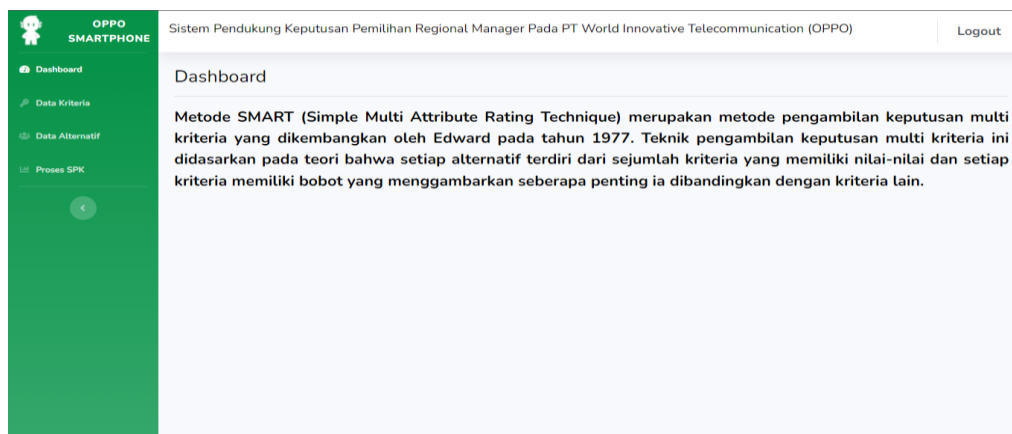 OPPO
SMARTPHONE
Sistem Pendukung Keputusan Pemilihan Regional Manager Pada PT World Innovative Telecommunication (OPPO)
Logout
Dashboard
Data Kriteria
Data Alternatif
Proses SPK
Dashboard
Metode SMART (Simple Multi Attribute Rating Technique) merupakan metode pengambilan keputusan multi
kriteria yang dikembangkan oleh Edward pada tahun 1977. Teknik pengambilan keputusan multi kriteria ini
didasarkan pada teori bahwa setiap alternatif terdiri dari sejumlah kriteria yang memiliki nilai-nilai dan setiap
kriteria memiliki bobot yang menggambarkan seberapa penting ia dibandingkan dengan kriteria lain.